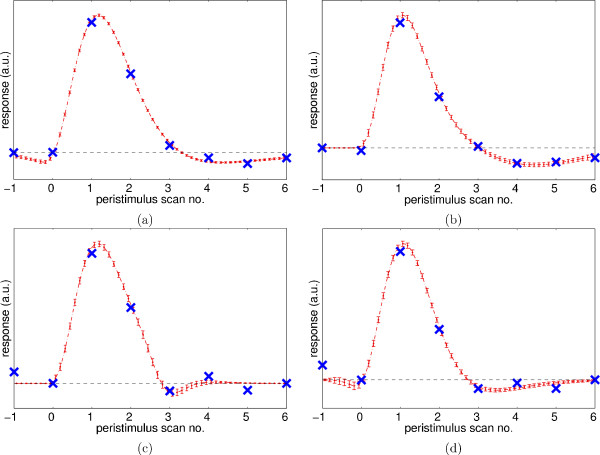 response (a.u.)
−1 0 1 2 3 4 5 6
peristimulus scan no.
(a)
response (a.u.)
−1 0 1 2 3 4 5 6
peristimulus scan no.
(b)
response (a.u.)
−1 0 1 2 3 4 5 6
peristimulus scan no.
(c)
response (a.u.)
−1 0 1 2 3 4 5 6
peristimulus scan no.
(d)